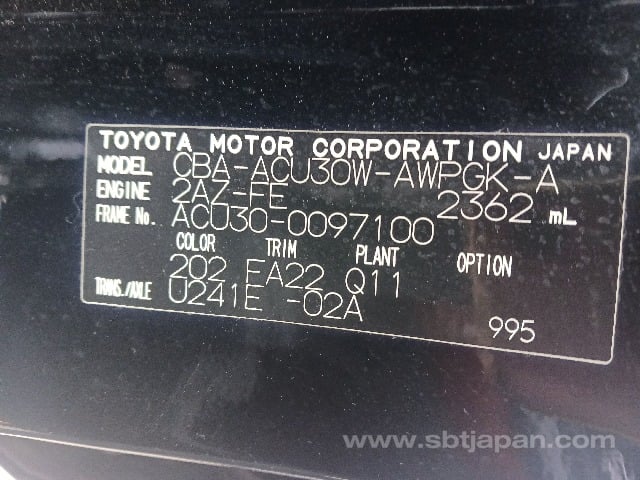 TOYOTA MOTOR CORPORATION JAPAN
MODEL CBA-ACU30W-AWPGK-A
ENGINE 2AZ-FE 2362 mL
FRAME No. ACU30-0097100
COLOR TRIM PLANT OPTION
202 EA22 Q11
TRANS./AXLE U241E -02A
995
www.sbtjapan.com